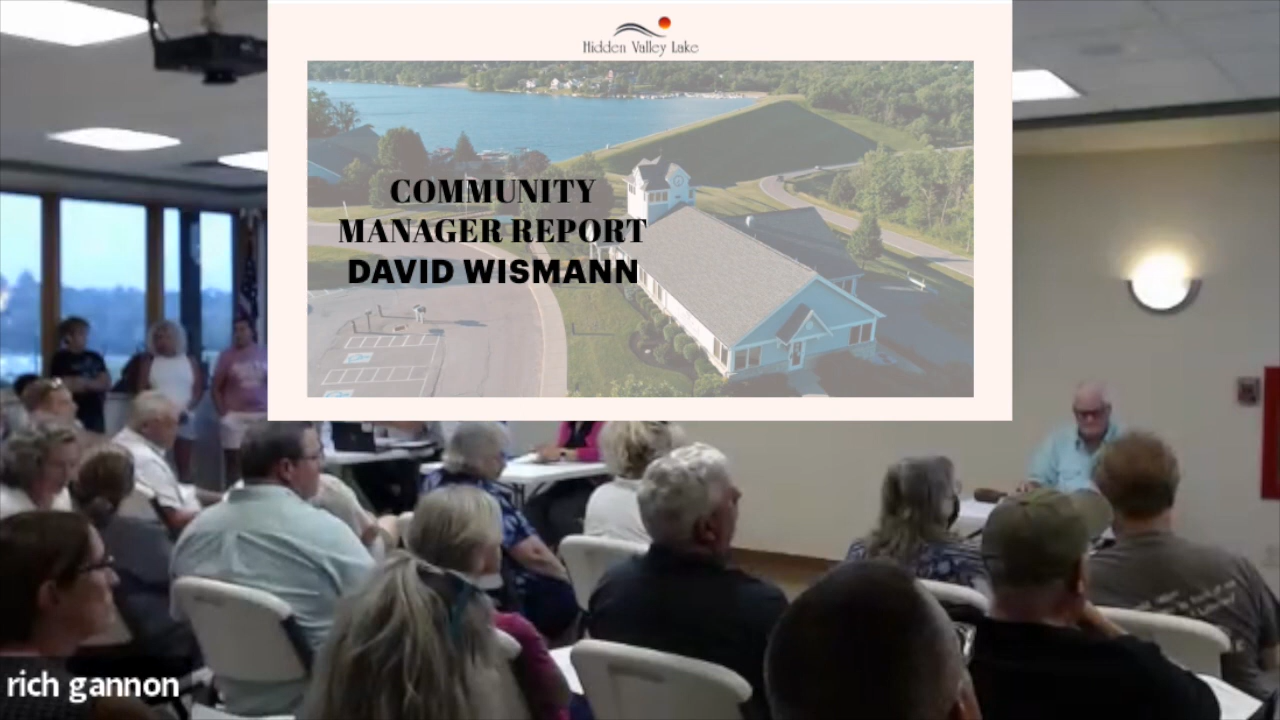 Hidden Valley Lake
COMMUNITY
MANAGER REPORT
DAVID WISMANN
rich gannon